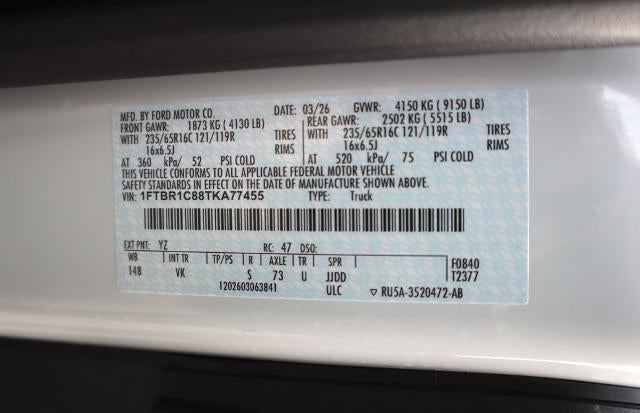 MFD. BY FORD MOTOR CO. DATE: 03/26 GVWR: 4150 KG (9150 LB)
FRONT GAWR: 1873 KG (4130 LB) REAR GAWR: 2502 KG (5515 LB)
WITH 235/65R16C 121/119R TIRES WITH 235/65R16C 121/119R TIRES
16x6.5J RIMS 16x6.5J RIMS
AT 360 kPa/ 52 PSI COLD AT 520 kPa/ 75 PSI COLD
THIS VEHICLE CONFORMS TO ALL APPLICABLE FEDERAL MOTOR VEHICLE
SAFETY STANDARDS IN EFFECT ON THE DATE OF MANUFACTURE SHOWN ABOVE.
VIN: 1FTBR1C88TKA77455 TYPE: Truck
EXT PNT: YZ RC: 47 DSO:
WB INT TR TP/PS R AXLE TR SPR F0840
148 VK S 73 U JJDD T2377
1202603063841 ULC ▽ RU5A-3520472-AB